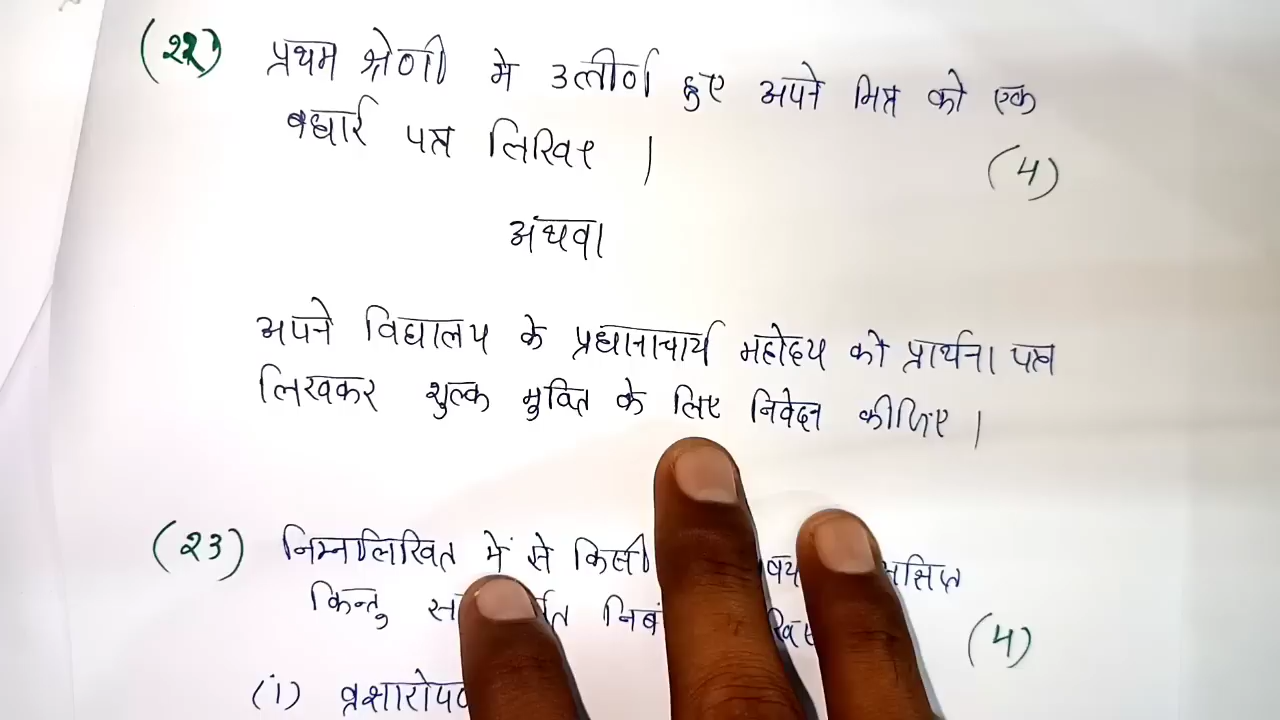 (22) प्रथम श्रेणी मे उत्तीर्ण हुए अपने मित्र को एक
बधाई पत्र लिखिए |
(4)
अथवा
अपने विद्यालय के प्रधानाचार्य महोदय को प्रार्थना पत्र
लिखकर शुल्क मुक्ति के लिए निवेदन कीजिए |
(23) निम्नलिखित में से किसी
किन्तु
(4)
(i) वृक्षारोपण